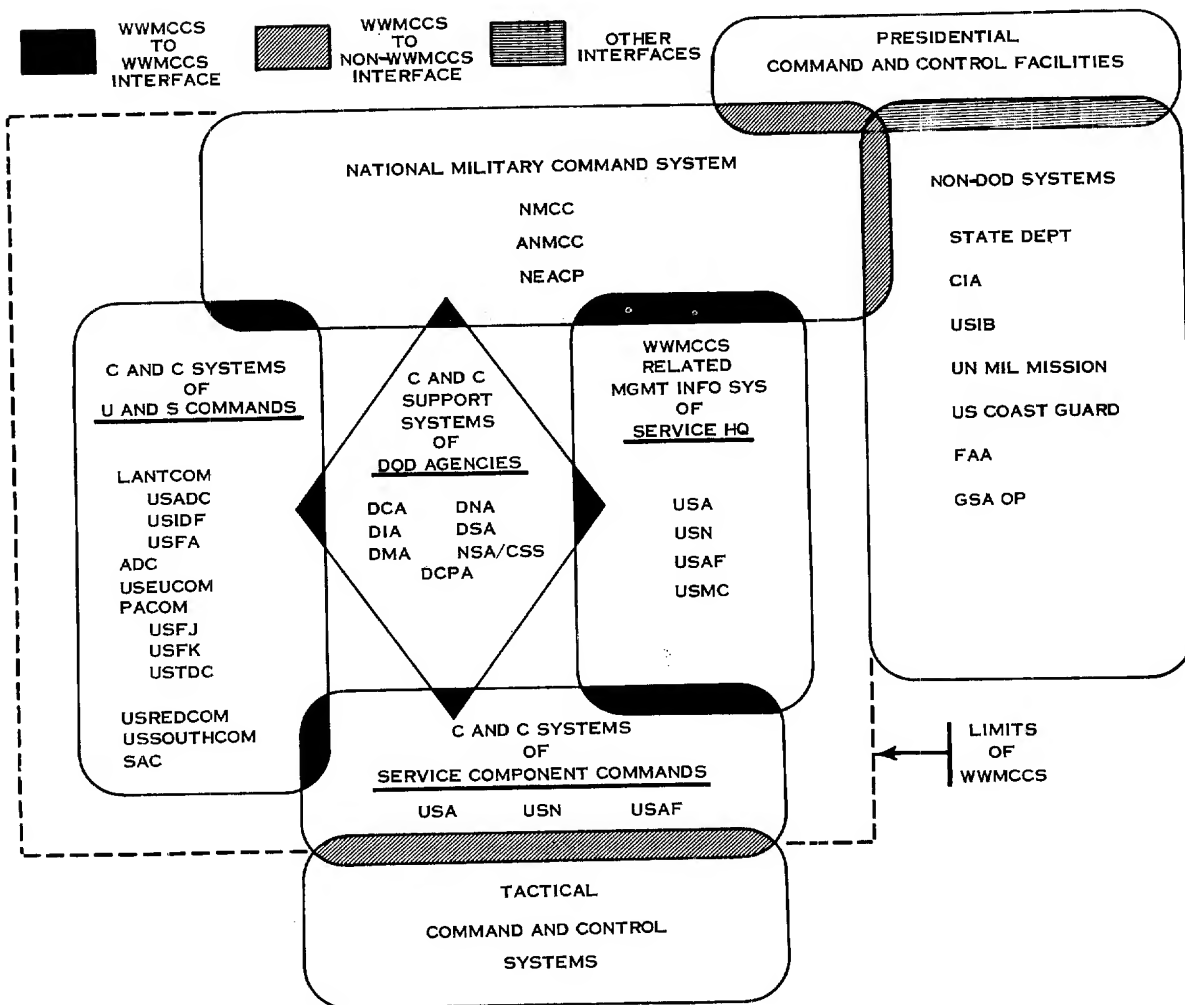 WWMCCS
TO
WWMCCS
INTERFACE
WWMCCS
TO
NON-WWMCCS
INTERFACE
OTHER
INTERFACES
PRESIDENTIAL
COMMAND AND CONTROL FACILITIES
NATIONAL MILITARY COMMAND SYSTEM
NMCC
ANMCC
NEACP
NON-DOD SYSTEMS
STATE DEPT
CIA
USIB
UN MIL MISSION
US COAST GUARD
FAA
GSA OP
C AND C SYSTEMS
OF
U AND S COMMANDS
LANTCOM
USADC
USIDF
USFA
ADC
USEUCOM
PACOM
USFJ
USFK
USTDC
USREDCOM
USSOUTHCOM
SAC
C AND C
SUPPORT
SYSTEMS
OF
DOD AGENCIES
DCA DNA
DIA DSA
DMA NSA/CSS
DCPA
WWMCCS
RELATED
MGMT INFO SYS
OF
SERVICE HQ
USA
USN
USAF
USMC
C AND C SYSTEMS
OF
SERVICE COMPONENT COMMANDS
USA USN USAF
LIMITS
OF
WWMCCS
TACTICAL
COMMAND AND CONTROL
SYSTEMS